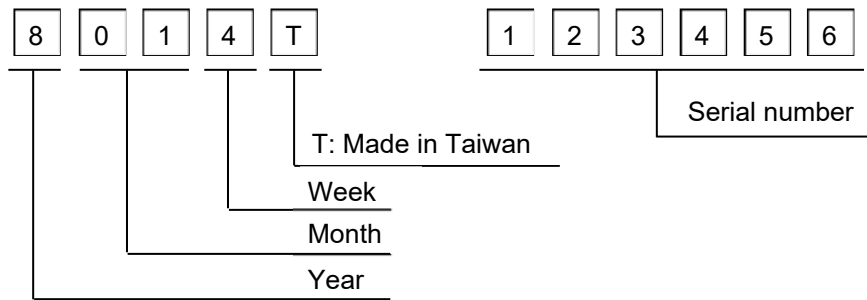 8 0 1 4 T 1 2 3 4 5 6
Serial number
T: Made in Taiwan
Week
Month
Year